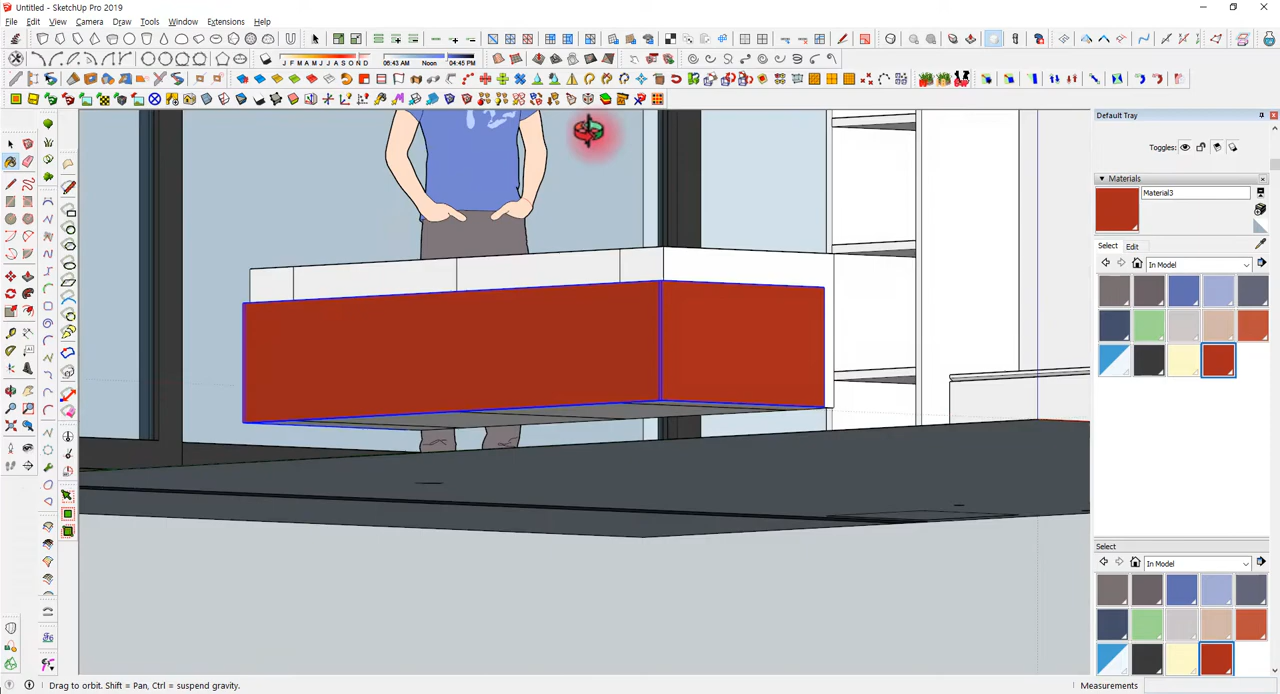 Untitled - SketchUp Pro 2019
File Edit View Camera Draw Tools Window Extensions Help
J F M A M J J A S O N D 06:43 AM Noon 04:45 PM
Default Tray
Toggles:
Materials
Material3
Select Edit
In Model
Select
In Model
Drag to orbit. Shift = Pan, Ctrl = suspend gravity.
Measurements